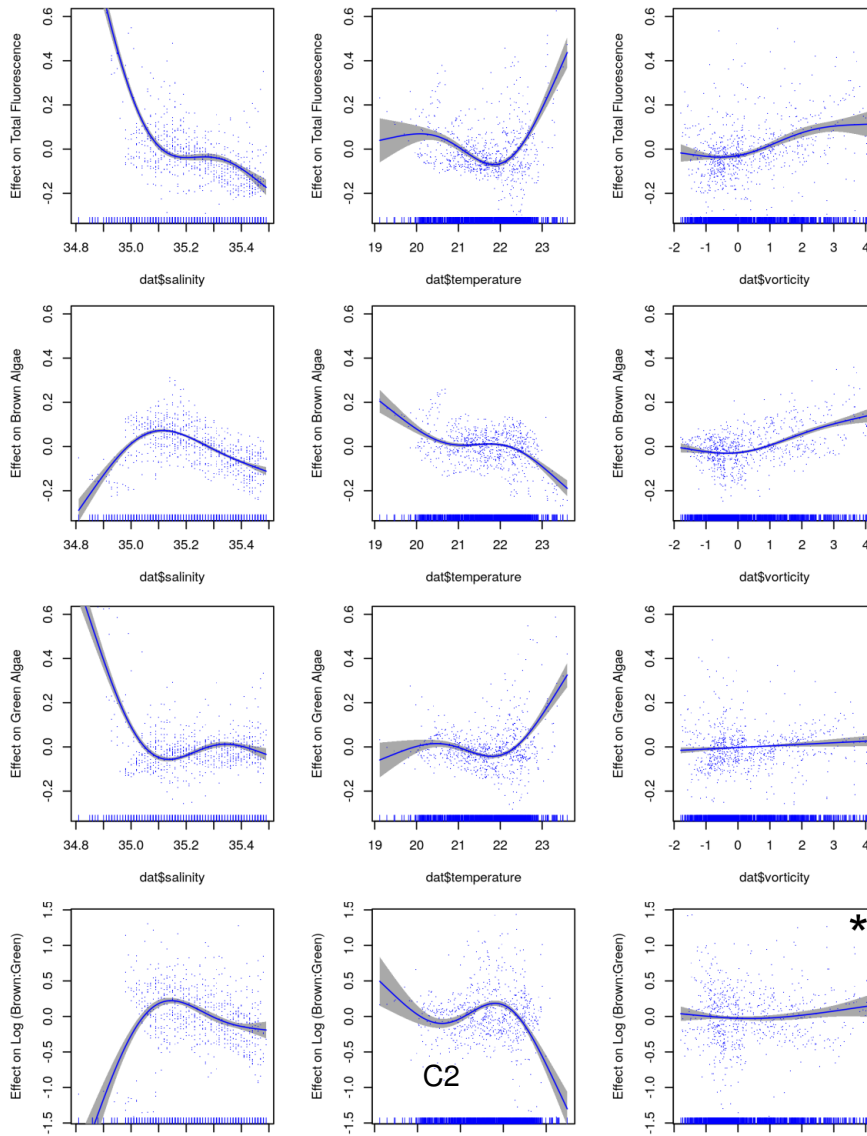 Effect on Total Fluorescence
-0.2 0.0 0.2 0.4 0.6
34.8 35.0 35.2 35.4
dat$salinity
Effect on Total Fluorescence
-0.2 0.0 0.2 0.4 0.6
19 20 21 22 23
dat$temperature
Effect on Total Fluorescence
-0.2 0.0 0.2 0.4 0.6
-2 -1 0 1 2 3 4
dat$vorticity
Effect on Brown Algae
-0.2 0.0 0.2 0.4 0.6
34.8 35.0 35.2 35.4
dat$salinity
Effect on Brown Algae
-0.2 0.0 0.2 0.4 0.6
19 20 21 22 23
dat$temperature
Effect on Brown Algae
-0.2 0.0 0.2 0.4 0.6
-2 -1 0 1 2 3 4
dat$vorticity
Effect on Green Algae
-0.2 0.0 0.2 0.4 0.6
34.8 35.0 35.2 35.4
dat$salinity
Effect on Green Algae
-0.2 0.0 0.2 0.4 0.6
19 20 21 22 23
dat$temperature
Effect on Green Algae
-0.2 0.0 0.2 0.4 0.6
-2 -1 0 1 2 3 4
dat$vorticity
Effect on Log (Brown:Green)
-1.5 -1.0 -0.5 0.0 0.5 1.0 1.5
Effect on Log (Brown:Green)
-1.5 -1.0 -0.5 0.0 0.5 1.0 1.5
C2
Effect on Log (Brown:Green)
-1.5 -1.0 -0.5 0.0 0.5 1.0 1.5
*